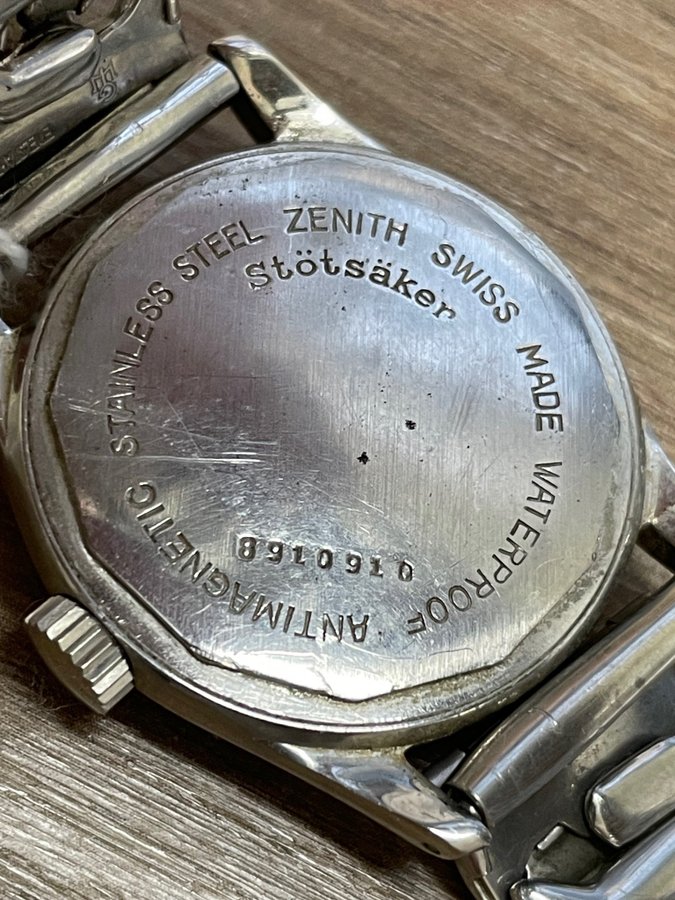 ANTIMAGNETIC STAINLESS STEEL ZENITH SWISS MADE WATERPROOF
Stötsäker
8910910